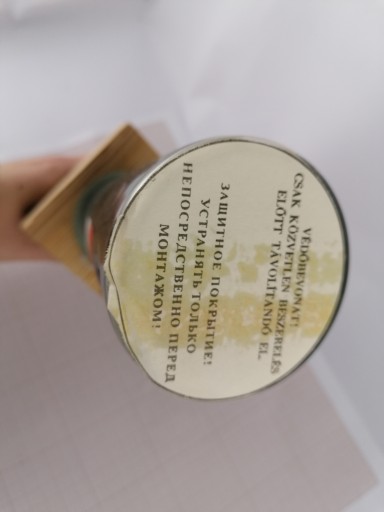 VÉDŐBEVONAT!
CSAK KÖZVETLEN BESZERELÉS
ELŐTT TÁVOLÍTANDÓ EL.
ЗАЩИТНОЕ ПОКРЫТИЕ!
УСТРАНЯТЬ ТОЛЬКО
НЕПОСРЕДСТВЕННО ПЕРЕД
МОНТАЖОМ!